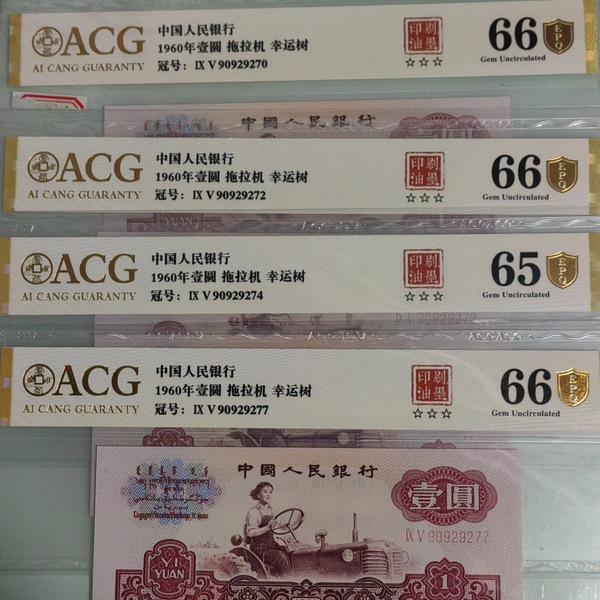 ACG
AI CANG GUARANTY
中国人民银行
1960年壹圆 拖拉机 幸运树
冠号: IX V 90929270
印刷
油墨
☆☆☆
66
Gem Uncirculated
EPQ
中國人民銀行
ACG
AI CANG GUARANTY
中国人民银行
1960年壹圆 拖拉机 幸运树
冠号: IX V 90929272
印刷
油墨
☆☆☆
66
Gem Uncirculated
EPQ
YUAN
ACG
AI CANG GUARANTY
中国人民银行
1960年壹圆 拖拉机 幸运树
冠号: IX V 90929274
印刷
油墨
☆☆☆
65
Gem Uncirculated
EPQ
ACG
AI CANG GUARANTY
中国人民银行
1960年壹圆 拖拉机 幸运树
冠号: IX V 90929277
印刷
油墨
☆☆☆
66
Gem Uncirculated
EPQ
中國人民銀行
壹圓
IX V 90929277
YI
YUAN
1